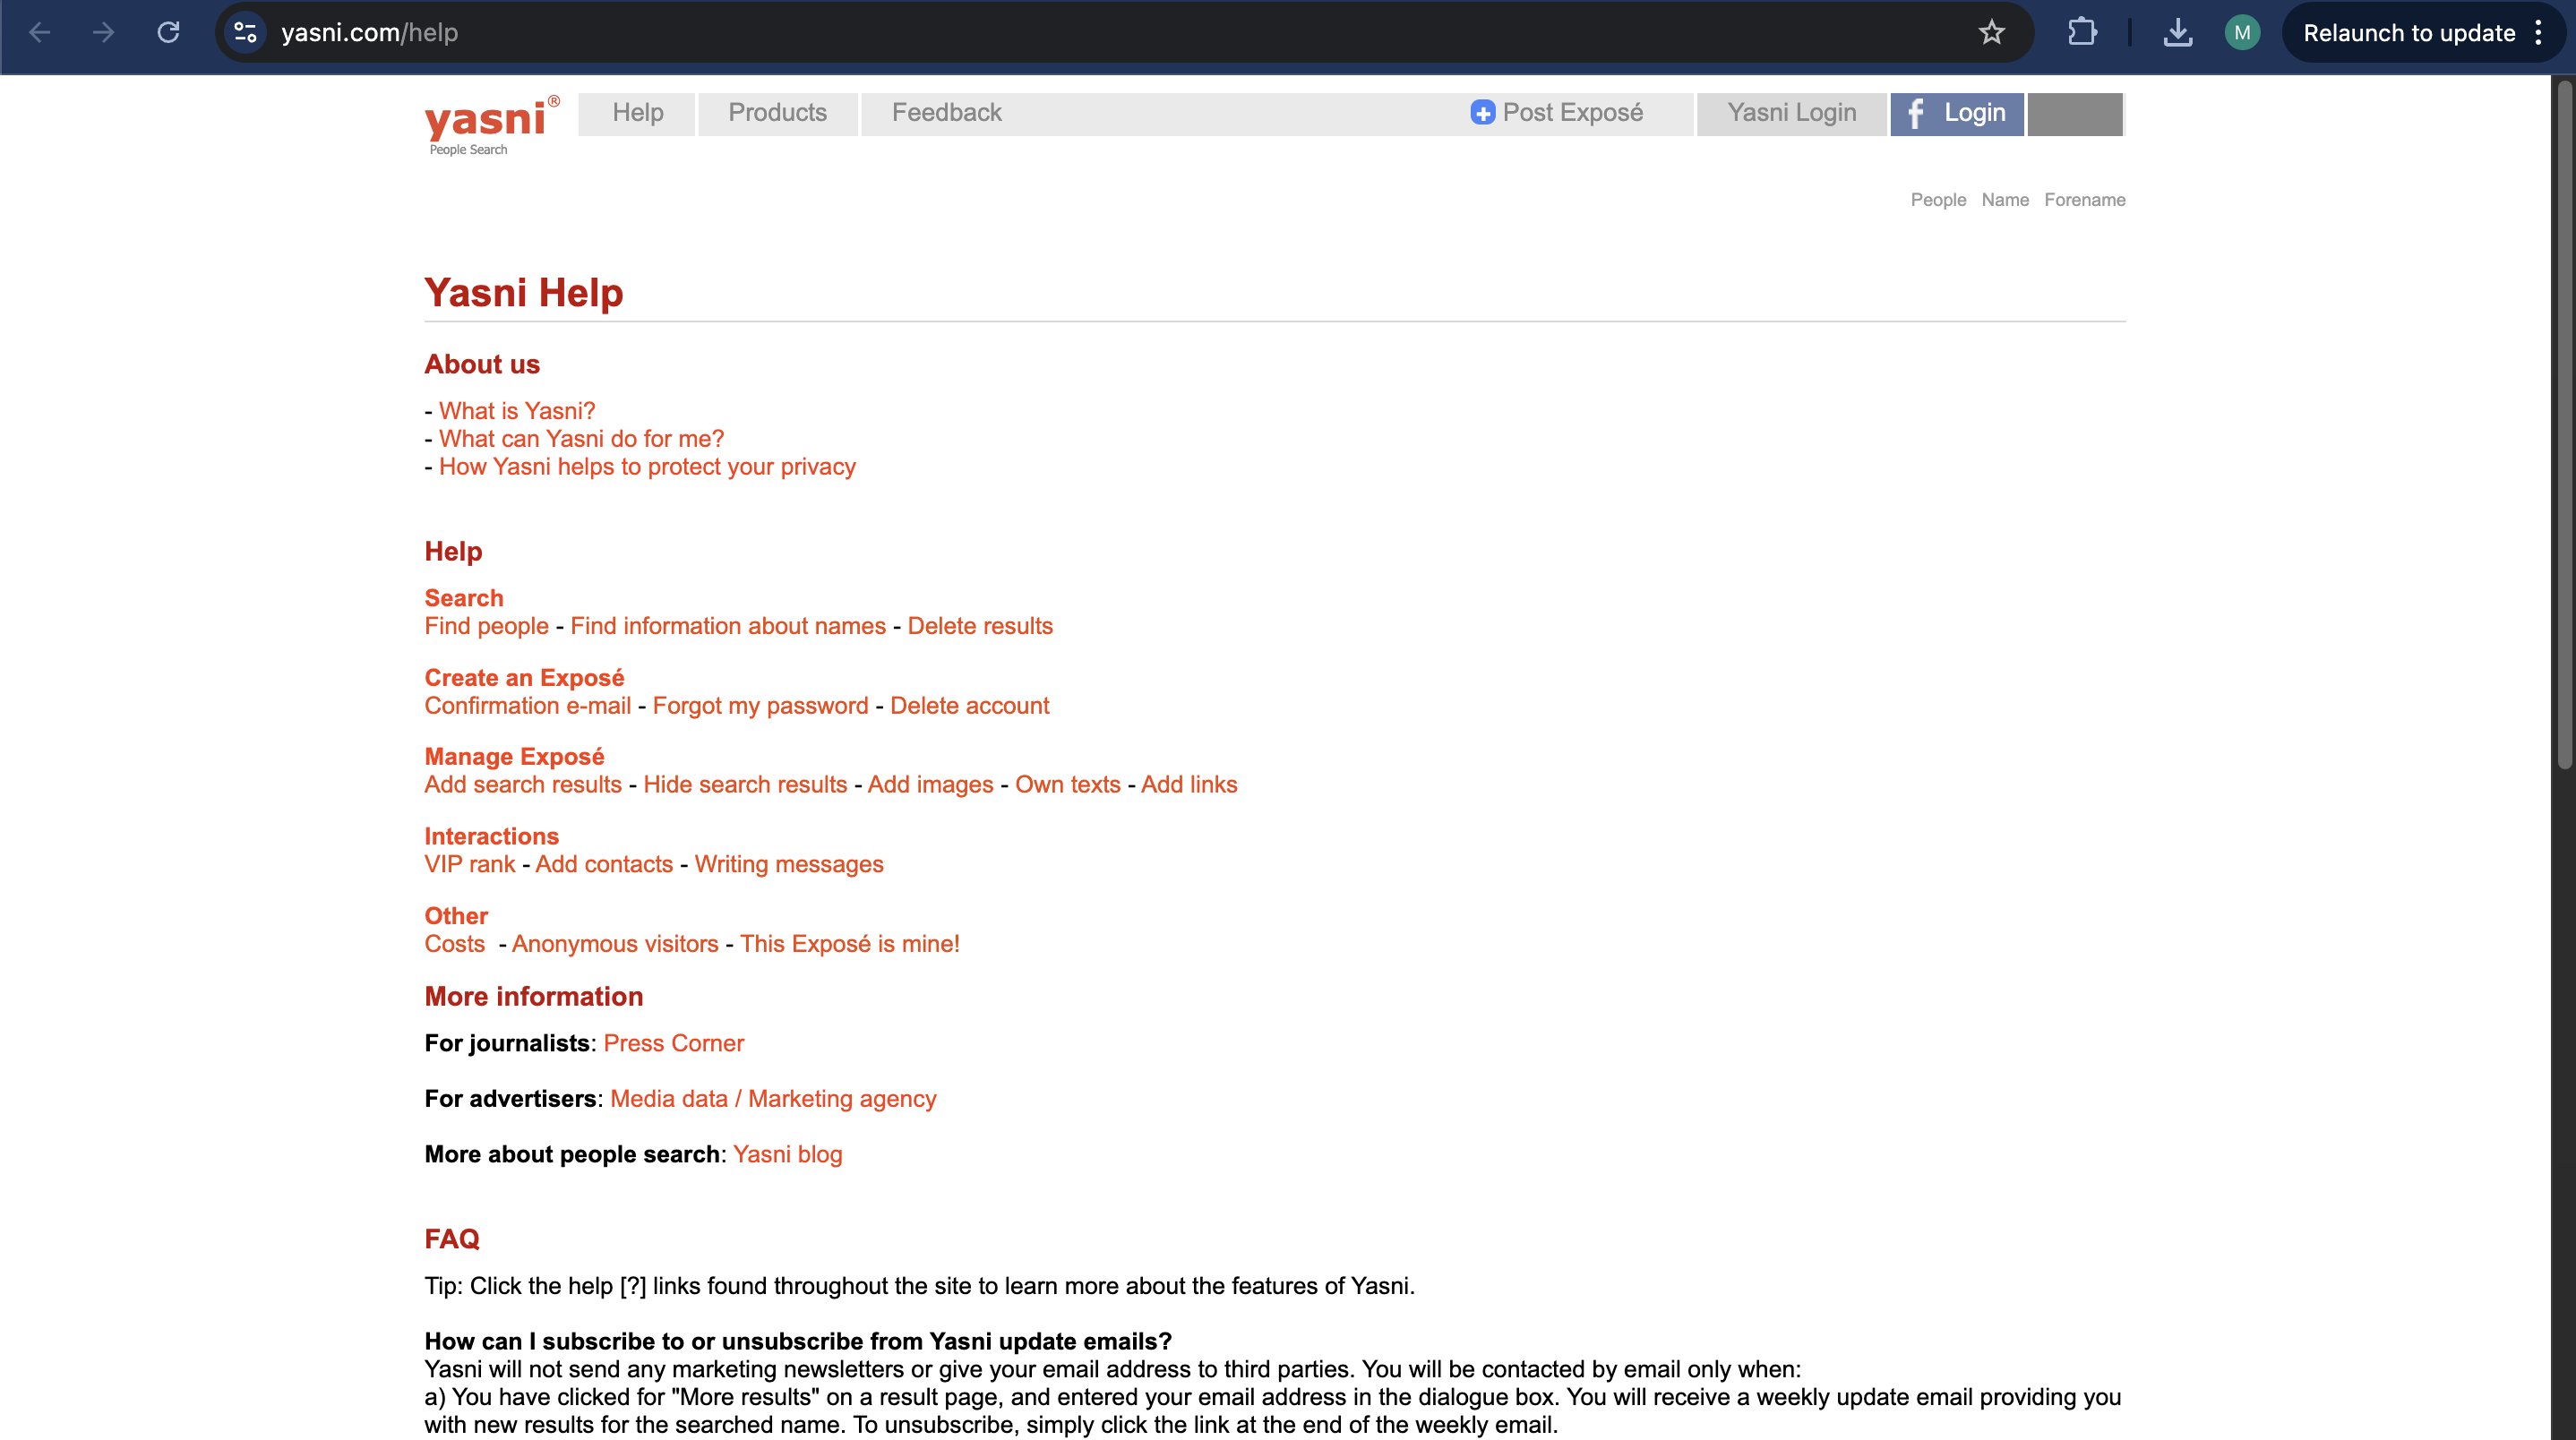 yasni.com/help
M
Relaunch to update
yasni®
People Search
Help
Products
Feedback
Post Exposé
Yasni Login
f Login
People Name Forename
Yasni Help
About us
- What is Yasni?
- What can Yasni do for me?
- How Yasni helps to protect your privacy
Help
Search
Find people - Find information about names - Delete results
Create an Exposé
Confirmation e-mail - Forgot my password - Delete account
Manage Exposé
Add search results - Hide search results - Add images - Own texts - Add links
Interactions
VIP rank - Add contacts - Writing messages
Other
Costs - Anonymous visitors - This Exposé is mine!
More information
For journalists: Press Corner
For advertisers: Media data / Marketing agency
More about people search: Yasni blog
FAQ
Tip: Click the help [?] links found throughout the site to learn more about the features of Yasni.
How can I subscribe to or unsubscribe from Yasni update emails?
Yasni will not send any marketing newsletters or give your email address to third parties. You will be contacted by email only when:
a) You have clicked for "More results" on a result page, and entered your email address in the dialogue box. You will receive a weekly update email providing you
with new results for the searched name. To unsubscribe, simply click the link at the end of the weekly email.